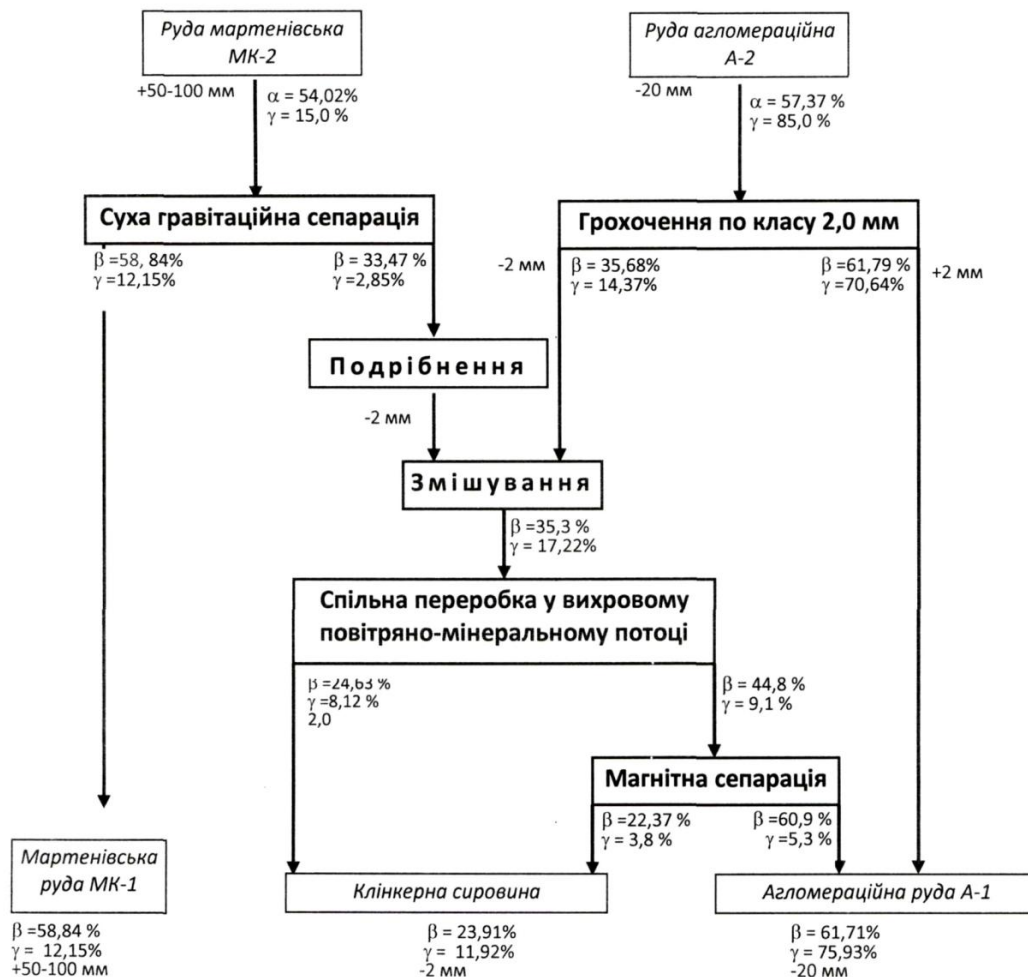 Руда мартенівська
МК-2
Руда агломераційна
А-2
+50-100 мм
α = 54,02%
γ = 15,0 %
-20 мм
α = 57,37 %
γ = 85,0 %
Суха гравітаційна сепарація
Грохочення по класу 2,0 мм
β =58, 84%
γ =12,15%
β = 33,47 %
γ =2,85%
-2 мм
β = 35,68%
γ = 14,37%
β =61,79 %
γ =70,64%
+2 мм
Подрібнення
-2 мм
Змішування
β =35,3 %
γ = 17,22%
Спільна переробка у вихровому
повітряно-мінеральному потоці
β =24,63 %
γ =8,12 %
2,0
β = 44,8 %
γ = 9,1 %
Магнітна сепарація
β =22,37 %
γ = 3,8 %
β =60,9 %
γ =5,3 %
Мартенівська
руда МК-1
Клінкерна сировина
Агломераційна руда А-1
β =58,84 %
γ = 12,15%
+50-100 мм
β = 23,91%
γ = 11,92%
-2 мм
β = 61,71%
γ = 75,93%
-20 мм